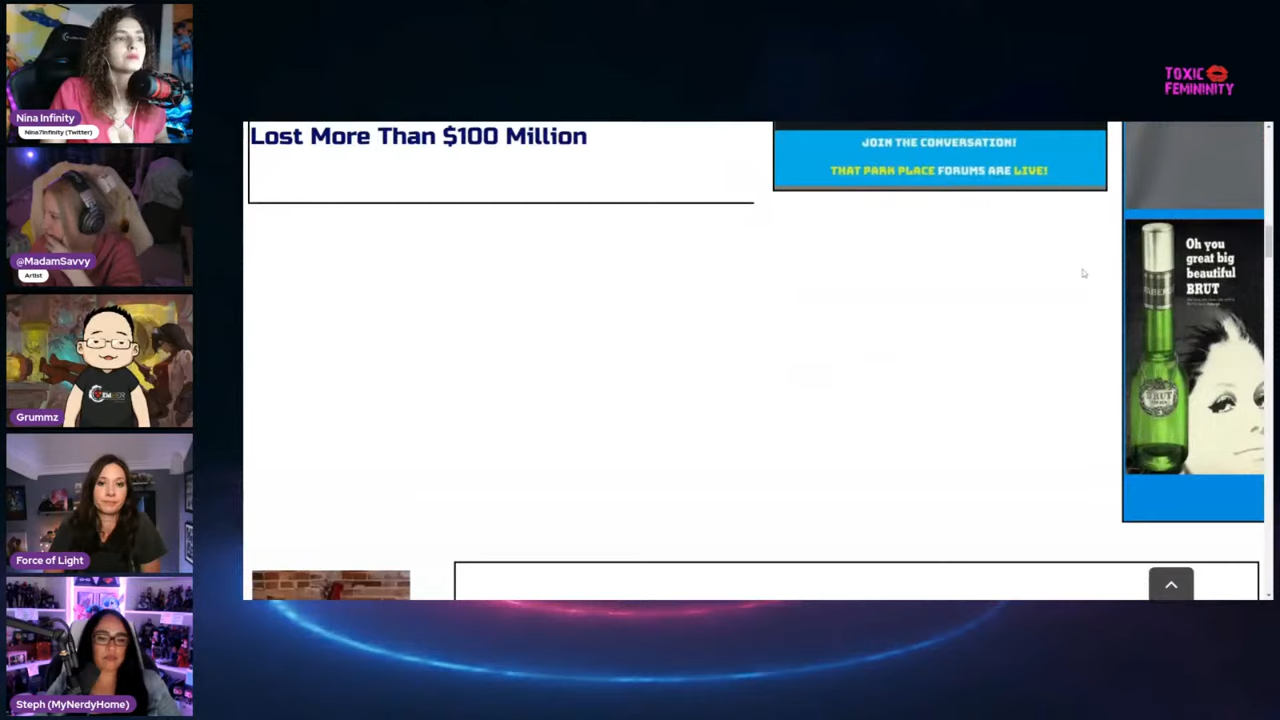 Nina Infinity
Nina7Infinity (Twitter)
@MadamSavvy
Artist
Grummz
Force of Light
Steph (MyNerdyHome)
TOXIC
FEMININITY
Lost More Than $100 Million
JOIN THE CONVERSATION!
THAT PARK PLACE FORUMS ARE LIVE!
Oh you
great big
beautiful
BRUT
BRUT